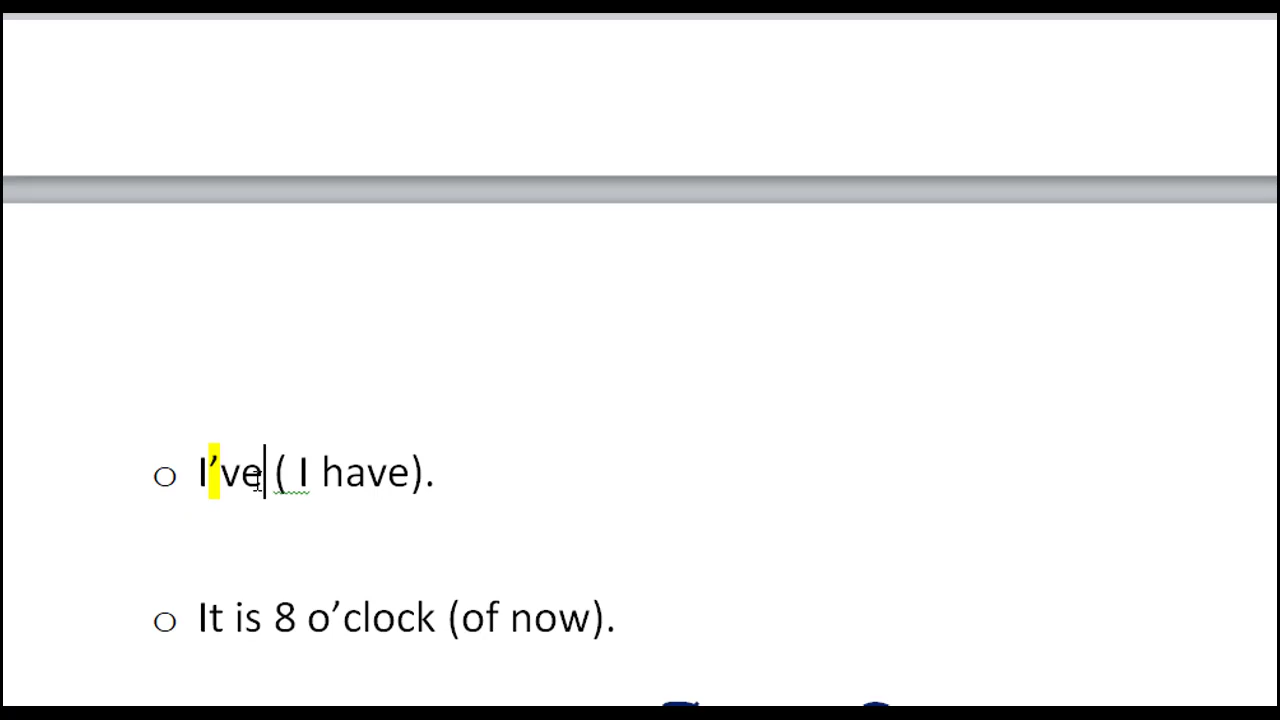 o I’ve ( I have).
o It is 8 o’clock (of now).